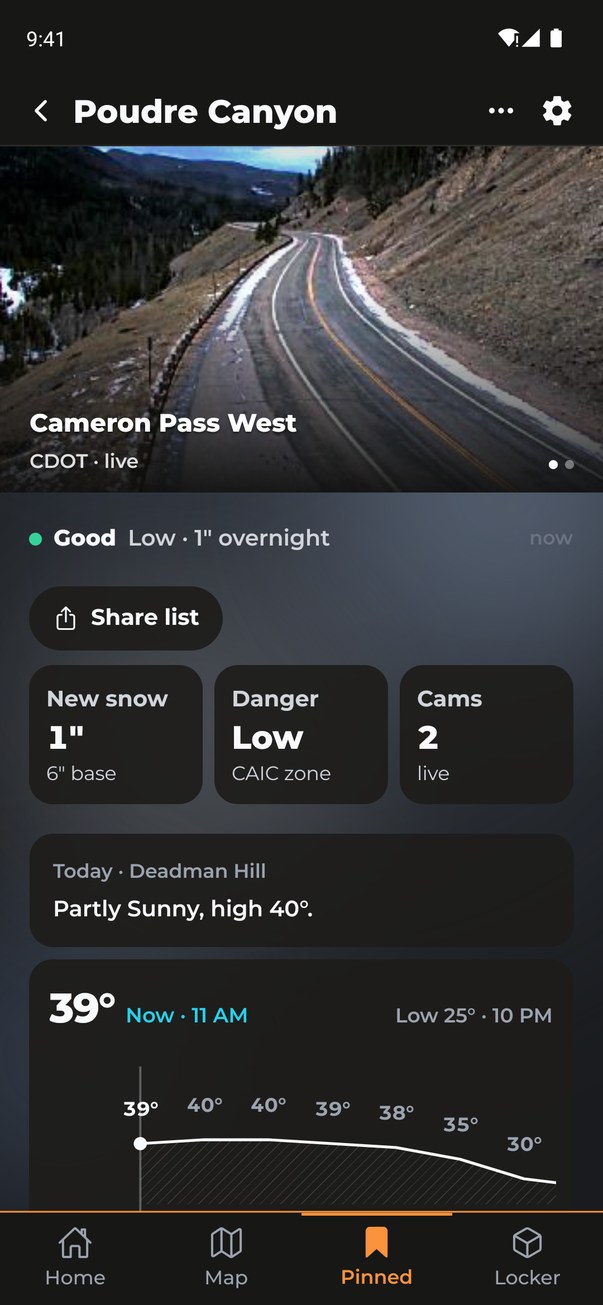 9:41
Poudre Canyon
Cameron Pass West
CDOT · live
Good Low · 1" overnight now
Share list
New snow Danger Cams
1" Low 2
6" base CAIC zone live
Today · Deadman Hill
Partly Sunny, high 40°.
39° Now · 11 AM Low 25° · 10 PM
39° 40° 40° 39° 38° 35° 30°
Home Map Pinned Locker